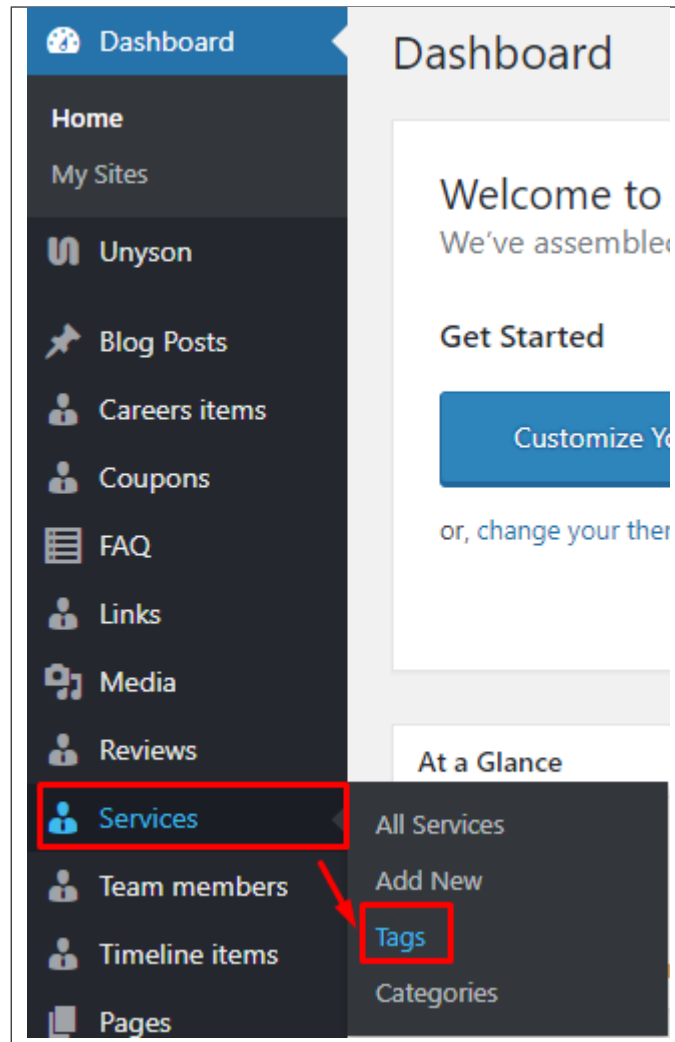 Dashboard
Home
My Sites
Unyson
Blog Posts
Careers items
Coupons
FAQ
Links
Media
Reviews
Services
Team members
Timeline items
Pages
Dashboard
Welcome to
We've assembled
Get Started
Customize Yo
or, change your ther
At a Glance
All Services
Add New
Tags
Categories